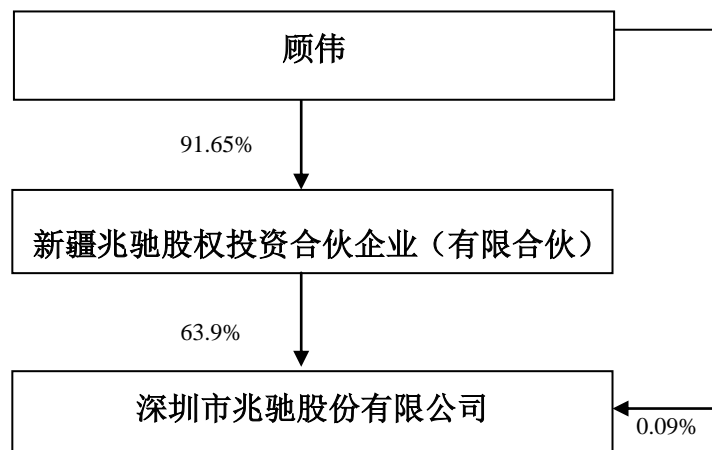 顾伟
91.65%
新疆兆驰股权投资合伙企业（有限合伙）
63.9%
深圳市兆驰股份有限公司
0.09%